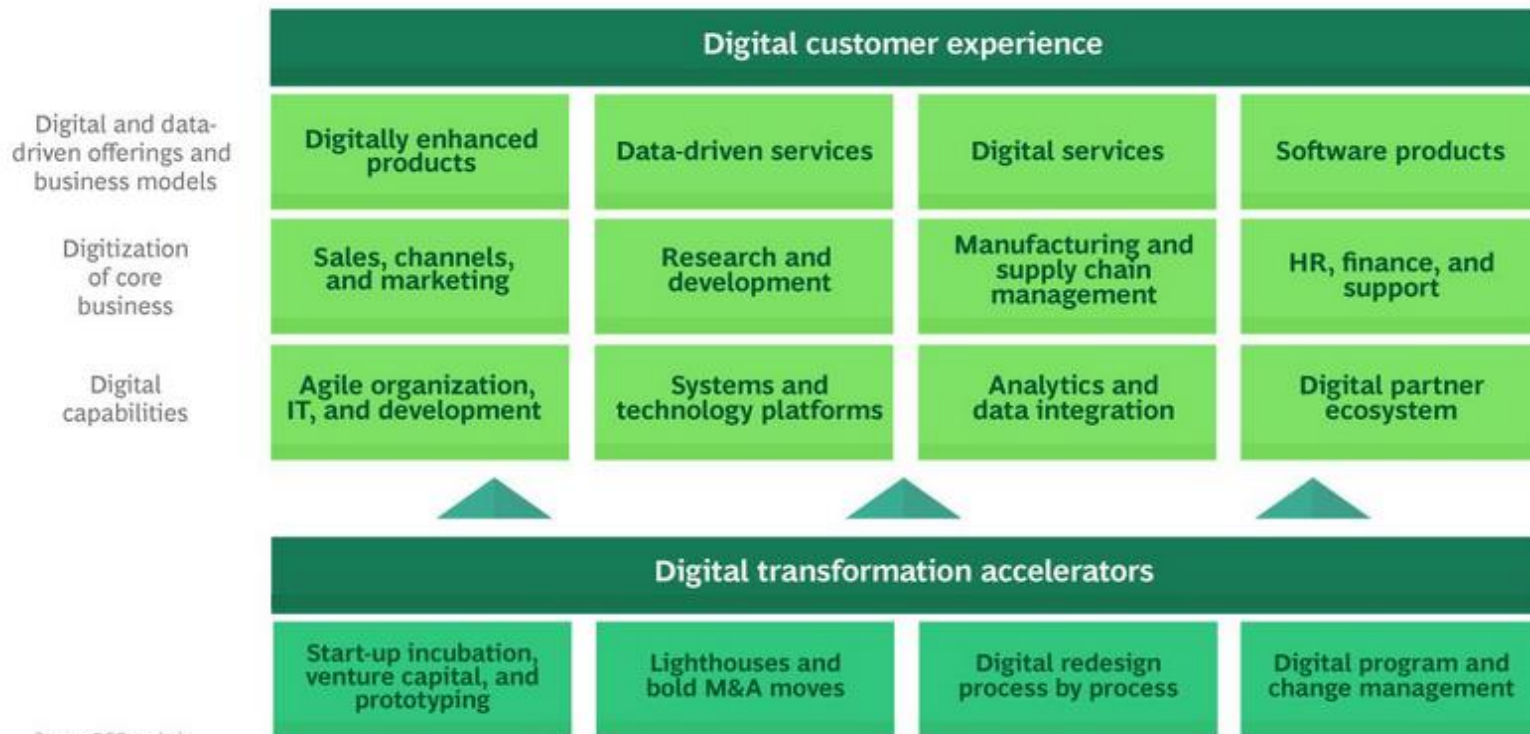 Digital customer experience
Digital and data-
driven offerings and
business models
Digitally enhanced
products
Data-driven services
Digital services
Software products
Digitization
of core
business
Sales, channels,
and marketing
Research and
development
Manufacturing and
supply chain
management
HR, finance, and
support
Digital
capabilities
Agile organization,
IT, and development
Systems and
technology platforms
Analytics and
data integration
Digital partner
ecosystem
Digital transformation accelerators
Start-up incubation,
venture capital, and
prototyping
Lighthouses and
bold M&A moves
Digital redesign
process by process
Digital program and
change management